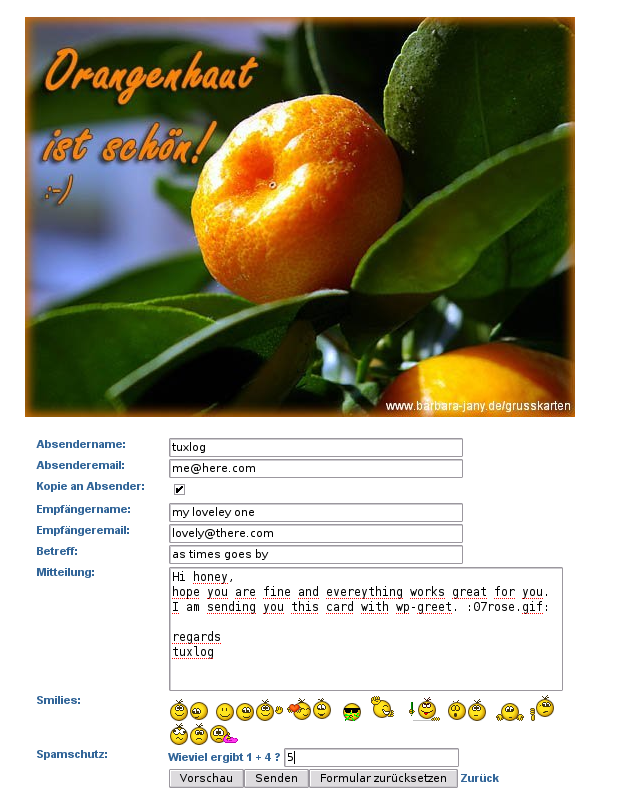 Orangenhaut
ist schön!
:-)
www.barbara-jany.de/grusskarten
Absendername: tuxlog
Absenderemail: me@here.com
Kopie an Absender:
Empfängername: my loveley one
Empfängeremail: lovely@there.com
Betreff: as times goes by
Mitteilung: Hi honey,
hope you are fine and evereything works great for you.
I am sending you this card with wp-greet. :07rose.gif:
regards
tuxlog
Smilies:
Spamschutz: Wieviel ergibt 1 + 4 ? 5
Vorschau Senden Formular zurücksetzen Zurück